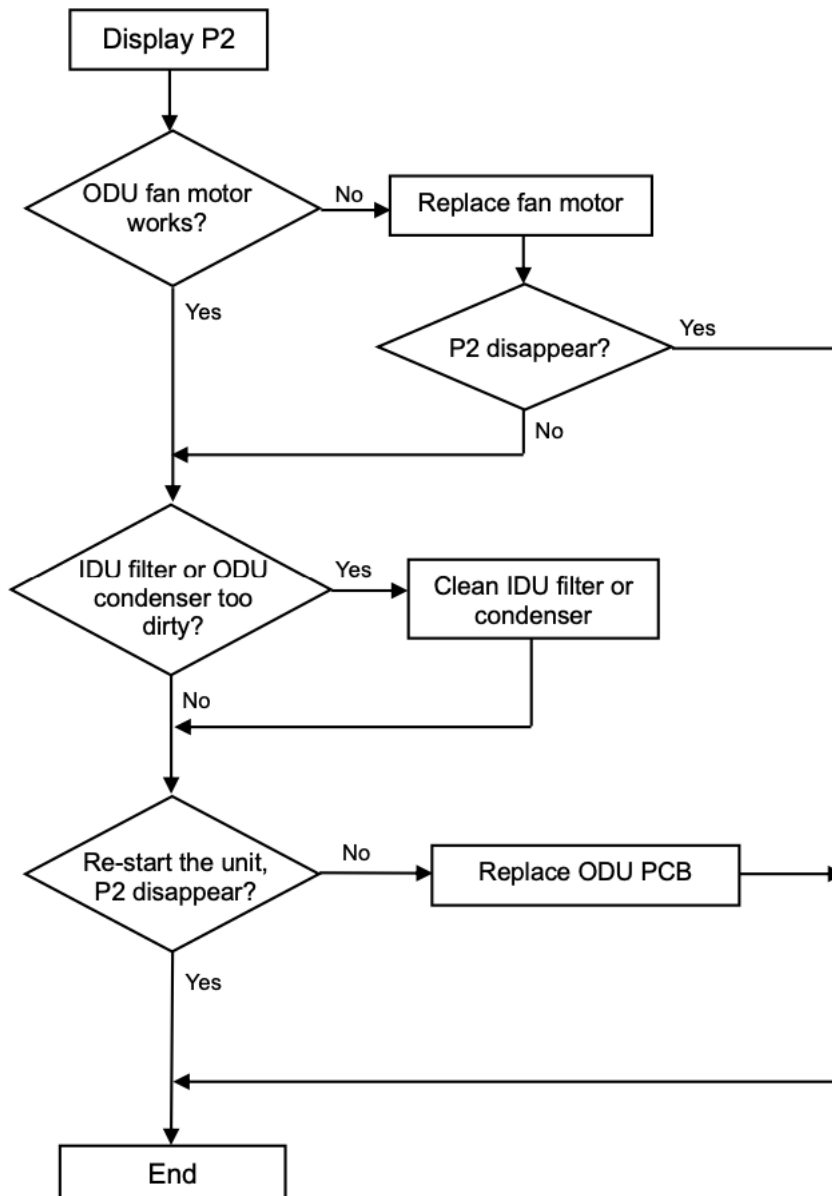 Display P2
ODU fan motor
works?
No
Replace fan motor
Yes
P2 disappear?
Yes
No
IDU filter or ODU
condenser too
dirty?
Yes
Clean IDU filter or
condenser
No
Re-start the unit,
P2 disappear?
No
Replace ODU PCB
Yes
End